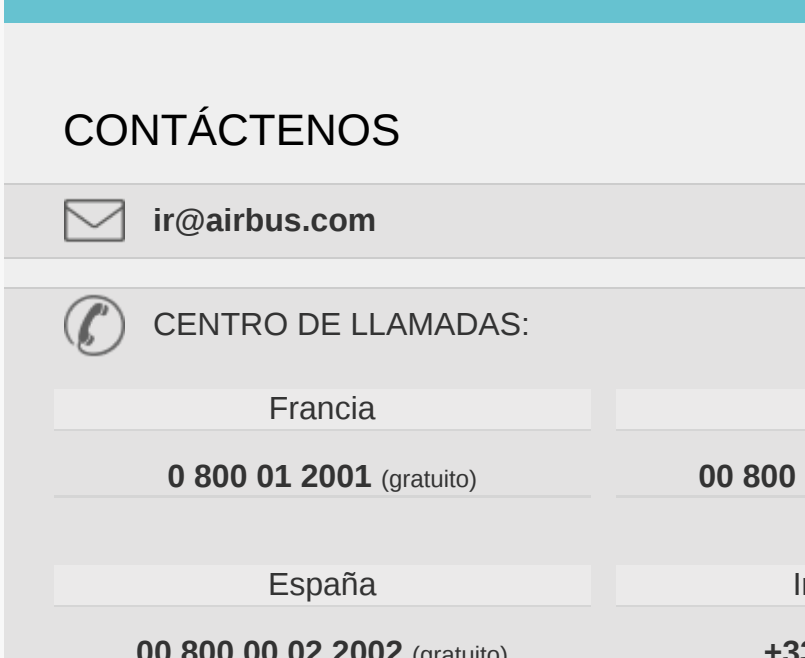 CONTÁCTENOS
ir@airbus.com
CENTRO DE LLAMADAS:
Francia
0 800 01 2001 (gratuito) 00 800
España
00 800 00 02 2002 (gratuito) +33